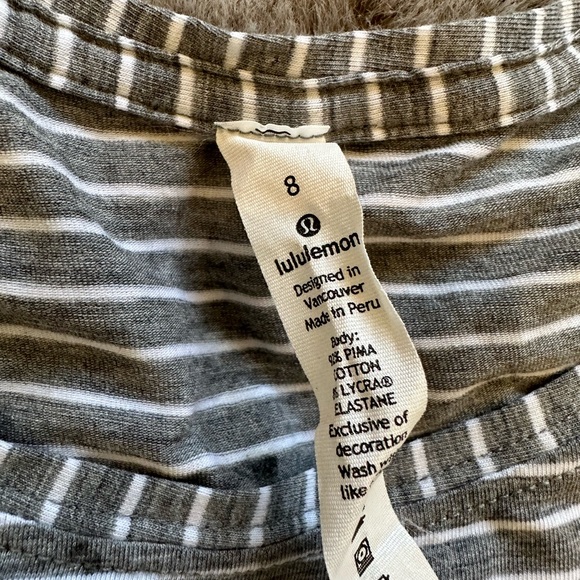 8
lululemon
Designed in
Vancouver
Made in Peru
Body:
PIMA
COTTON
LYCRA®
ELASTANE
Exclusive of
decoration
Wash
like